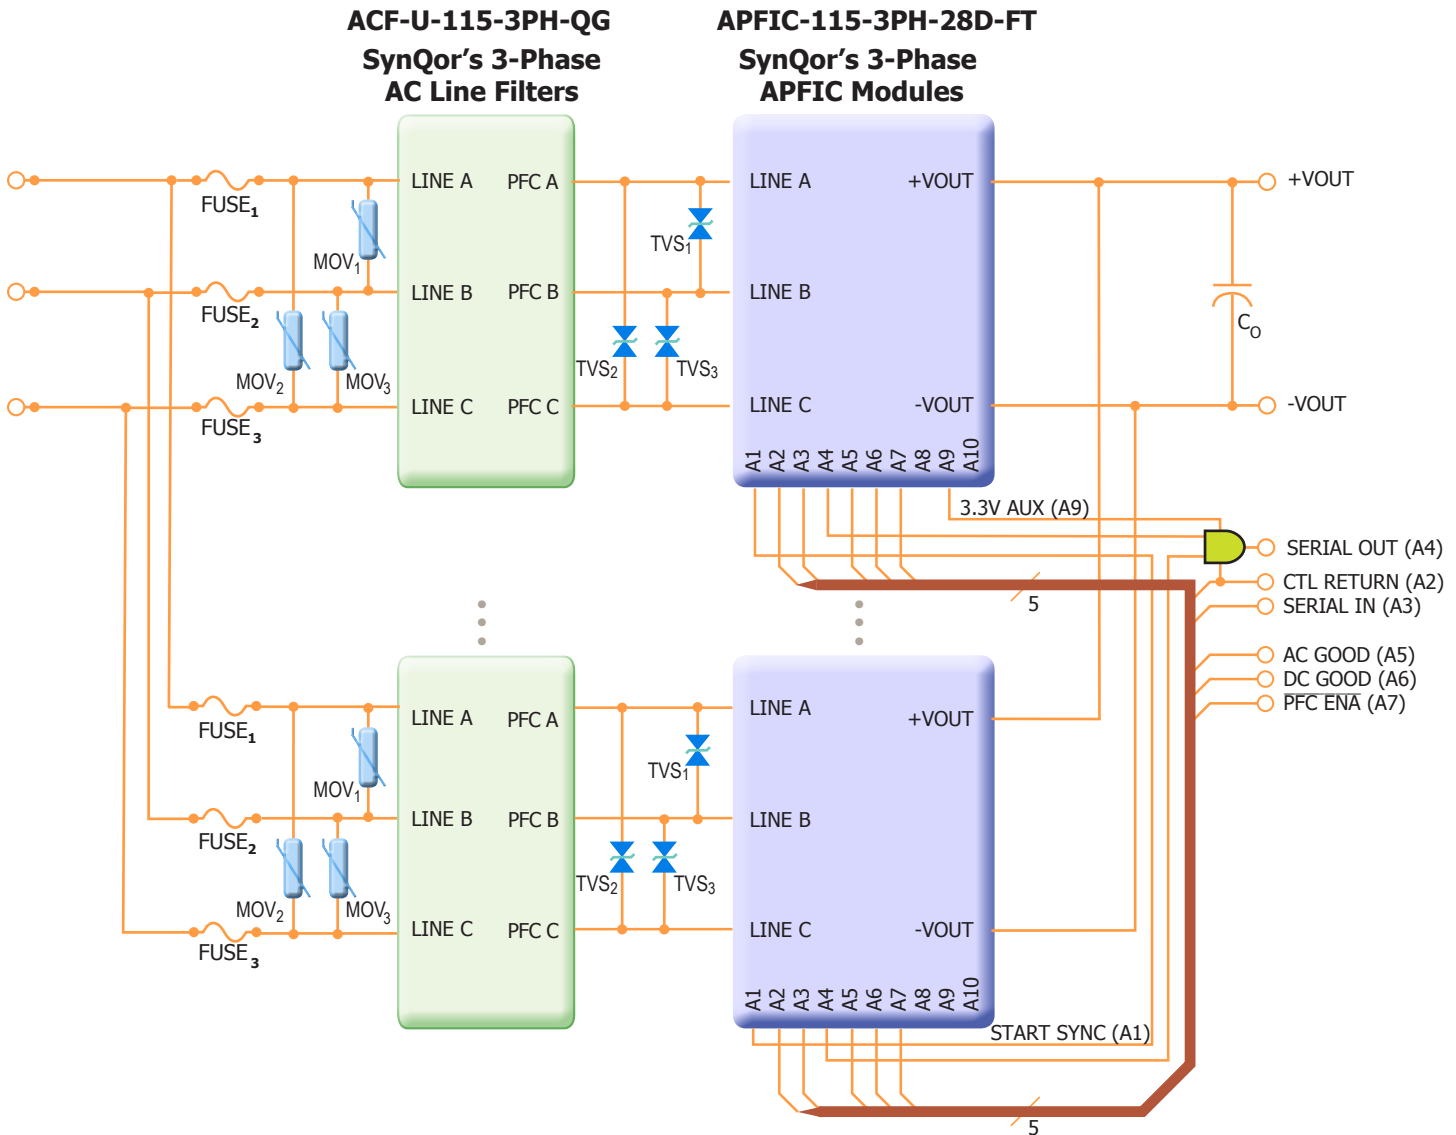 ACF-U-115-3PH-QG
SynQor's 3-Phase
AC Line Filters
APFIC-115-3PH-28D-FT
SynQor's 3-Phase
APFIC Modules
FUSE1
FUSE2
FUSE3
MOV1
MOV2
MOV3
LINE A
PFC A
LINE B
PFC B
LINE C
PFC C
TVS1
TVS2
TVS3
LINE A
+VOUT
LINE B
LINE C
-VOUT
A1
A2
A3
A4
A5
A6
A7
A8
A9
A10
+VOUT
CO
-VOUT
3.3V AUX (A9)
SERIAL OUT (A4)
CTL RETURN (A2)
SERIAL IN (A3)
5
AC GOOD (A5)
DC GOOD (A6)
PFC ENA (A7)
FUSE1
FUSE2
FUSE3
MOV1
MOV2
MOV3
LINE A
PFC A
LINE B
PFC B
LINE C
PFC C
TVS1
TVS2
TVS3
LINE A
+VOUT
LINE B
LINE C
-VOUT
A1
A2
A3
A4
A5
A6
A7
A8
A9
A10
START SYNC (A1)
5